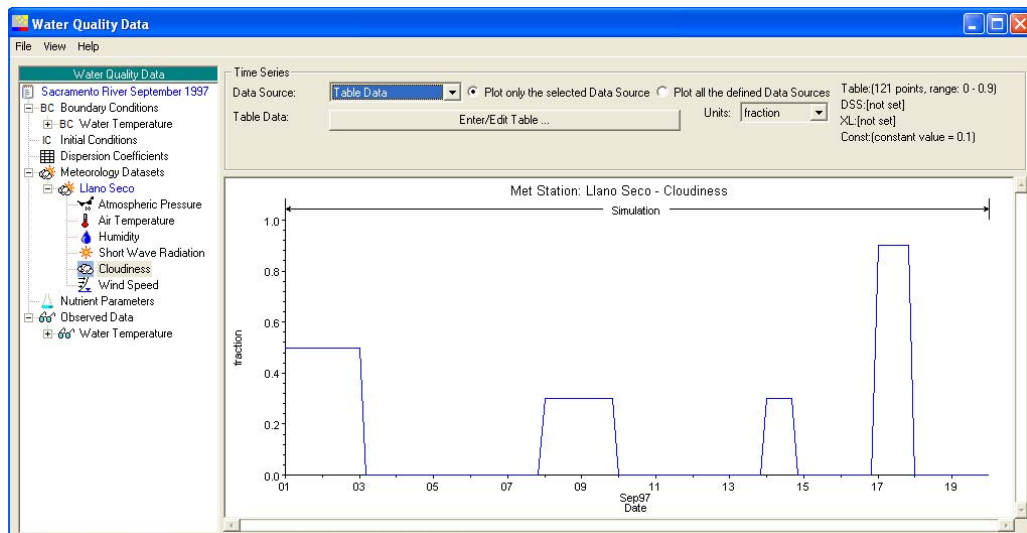 Water Quality Data
File View Help
Water Quality Data
Sacramento River September 1997
BC Boundary Conditions
BC Water Temperature
IC Initial Conditions
Dispersion Coefficients
Meteorology Datasets
Llano Seco
Atmospheric Pressure
Air Temperature
Humidity
Short Wave Radiation
Cloudiness
Wind Speed
Nutrient Parameters
Observed Data
Water Temperature
Time Series
Data Source: Table Data Plot only the selected Data Source Plot all the defined Data Sources
Table Data: Enter/Edit Table ... Units: fraction
Table:(121 points, range: 0 - 0.9)
DSS:[not set]
XL:[not set]
Const:(constant value = 0.1)
Met Station: Llano Seco - Cloudiness
Simulation
1.0
0.8
0.6
0.4
0.2
0.0
fraction
01 03 05 07 09 11 13 15 17 19
Sep97
Date